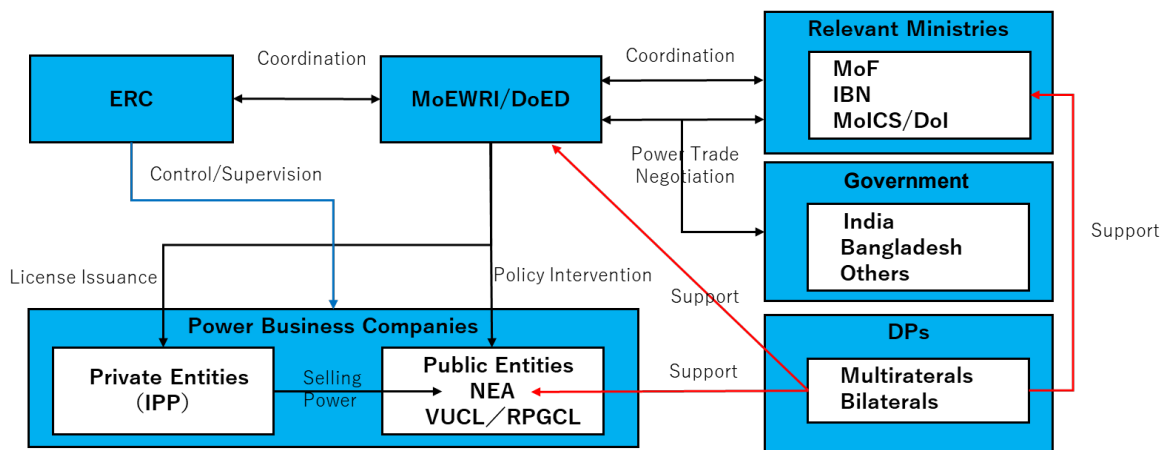 Relevant Ministries
MoF
IBN
MoICS/DoI
Coordination
Coordination
ERC
MoEWRI/DoED
Power Trade
Negotiation
Control/Supervision
Government
India
Bangladesh
Others
Support
License Issuance
Policy Intervention
Support
Power Business Companies
Private Entities
(IPP)
Selling
Power
Public Entities
NEA
VUCL／RPGCL
Support
DPs
Multiraterals
Bilaterals